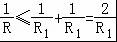 1/R ≤ 1/R₁ + 1/R₁ = 2/R₁